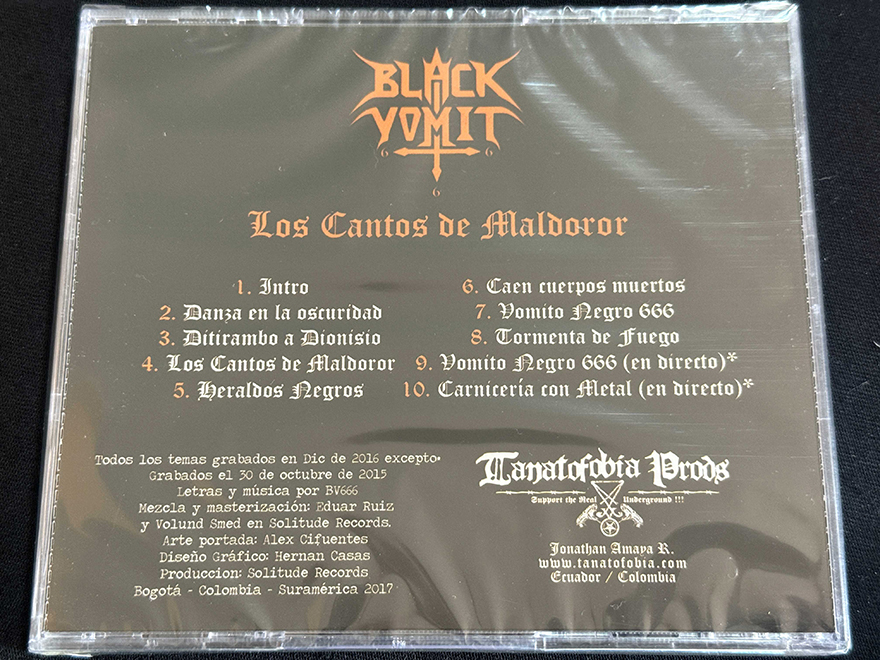 BLACK
VOMIT
6 6
6
Los Cantos de Maldoror
1. Intro
2. Danza en la oscuridad
3. Ditirambo a Dionisio
4. Los Cantos de Maldoror
5. Heraldos Negros
6. Caen cuerpos muertos
7. Vomito Negro 666
8. Tormenta de Fuego
9. Vomito Negro 666 (en directo)*
10. Carnicería con Metal (en directo)*
Todos los temas grabados en Dic de 2016 excepto*
Grabados el 30 de octubre de 2015
Letras y música por BV666
Mezcla y masterización: Eduar Ruiz
y Volund Smed en Solitude Records.
Arte portada: Alex Cifuentes
Diseño Gráfico: Hernan Casas
Produccion: Solitude Records
Bogotá - Colombia - Suramérica 2017
Tanatofobia Prods
Support the Real Underground !!!
Jonathan Amaya R.
www.tanatofobia.com
Ecuador / Colombia